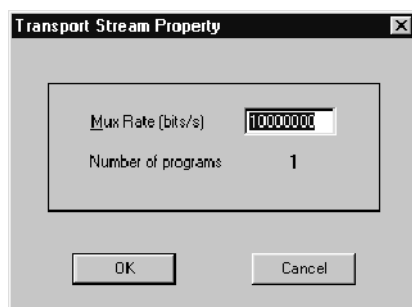 Transport Stream Property
Mux Rate (bits/s) 10000000
Number of programs 1
OK Cancel